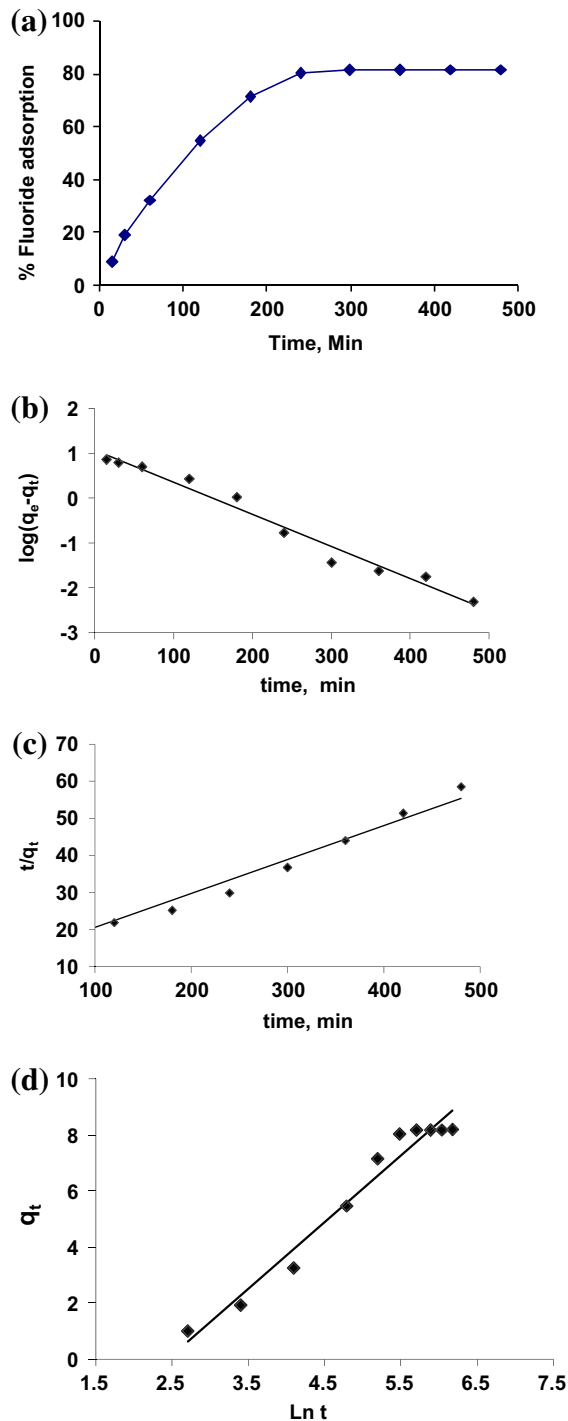 (a)
100
80
60
40
20
0
% Fluoride adsorption
0 100 200 300 400 500
Time, Min
(b)
2
1
0
-1
-2
-3
log(qₑ-qₜ)
0 100 200 300 400 500
time, min
(c)
70
60
50
40
30
20
10
t/qₜ
100 200 300 400 500
time, min
(d)
10
8
6
4
2
0
qₜ
1.5 2.5 3.5 4.5 5.5 6.5 7.5
Ln t